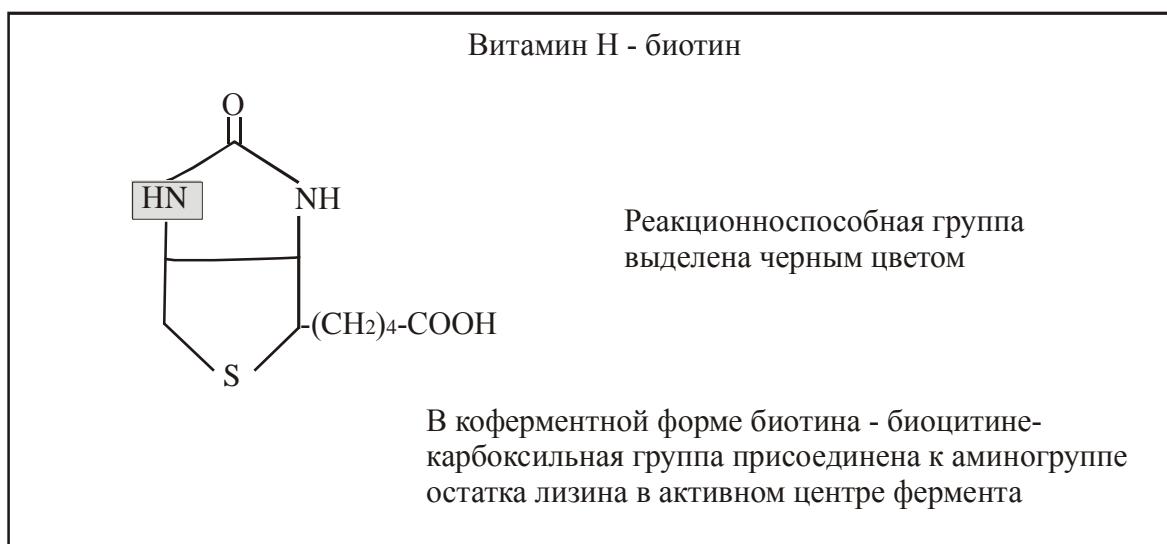 Витамин Н - биотин
O
HN
NH
Реакционноспособная группа
выделена черным цветом
-(CH2)4-COOH
S
В коферментной форме биотина - биоцитине-
карбоксильная группа присоединена к аминогруппе
остатка лизина в активном центре фермента